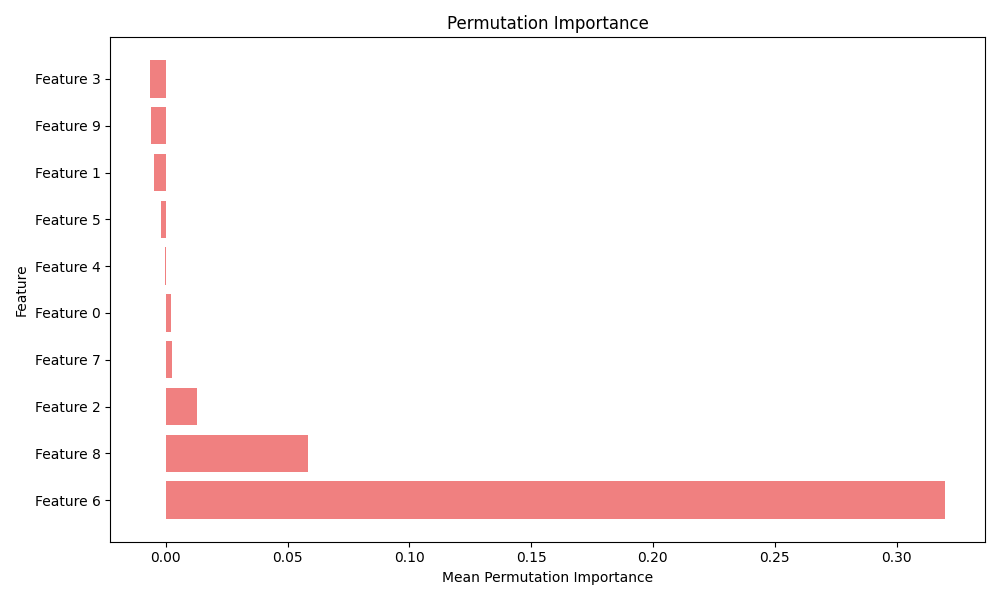 Permutation Importance
Feature 3
Feature 9
Feature 1
Feature 5
Feature 4
Feature 0
Feature 7
Feature 2
Feature 8
Feature 6
Feature
0.00 0.05 0.10 0.15 0.20 0.25 0.30
Mean Permutation Importance